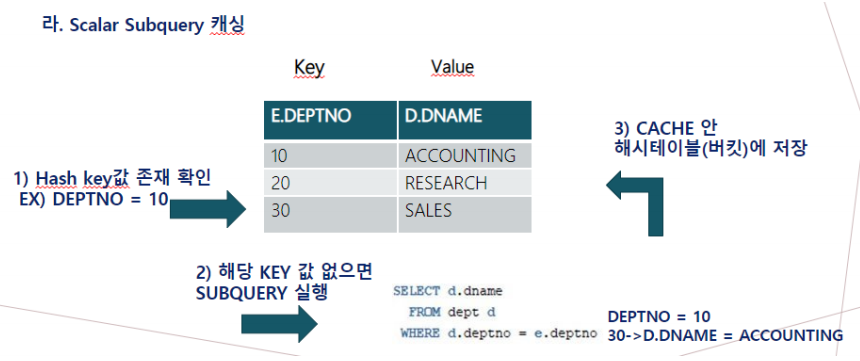 라. Scalar Subquery 캐싱
Key Value
E.DEPTNO D.DNAME
10 ACCOUNTING
20 RESEARCH
30 SALES
1) Hash key값 존재 확인
EX) DEPTNO = 10
3) CACHE 안
해시테이블(버킷)에 저장
2) 해당 KEY 값 없으면
SUBQUERY 실행
SELECT d.dname
FROM dept d
WHERE d.deptno = e.deptno
DEPTNO = 10
30->D.DNAME = ACCOUNTING